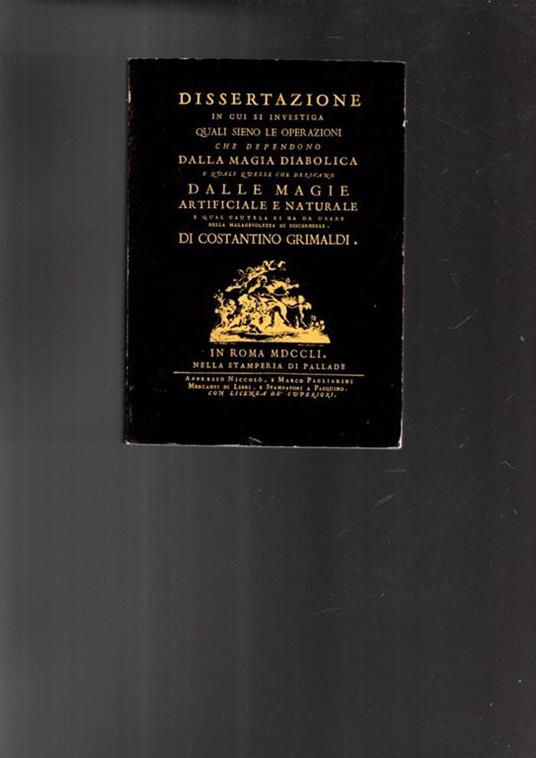 DISSERTAZIONE
IN CUI SI INVESTIGA
QUALI SIENO LE OPERAZIONI
CHE DEPENDONO
DALLA MAGIA DIABOLICA
E QUALI QUELLE CHE DERIVANO
DALLE MAGIE
ARTIFICIALE E NATURALE
E QUAL CAUTELA SI HA DA USARE
NELLA MALAGEVOLEZZA DI DISCERNERLE.
DI COSTANTINO GRIMALDI.
IN ROMA MDCCLI.
NELLA STAMPERIA DI PALLADE
APPRESSO NICCOLÒ, E MARCO PAGLIARINI
MERCANTI DI LIBRI, E STAMPATORI A PASQUINO.
CON LICENZA DE' SUPERIORI.